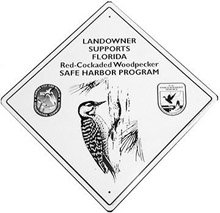 LANDOWNER
SUPPORTS
FLORIDA
Red-Cockaded Woodpecker
SAFE HARBOR PROGRAM